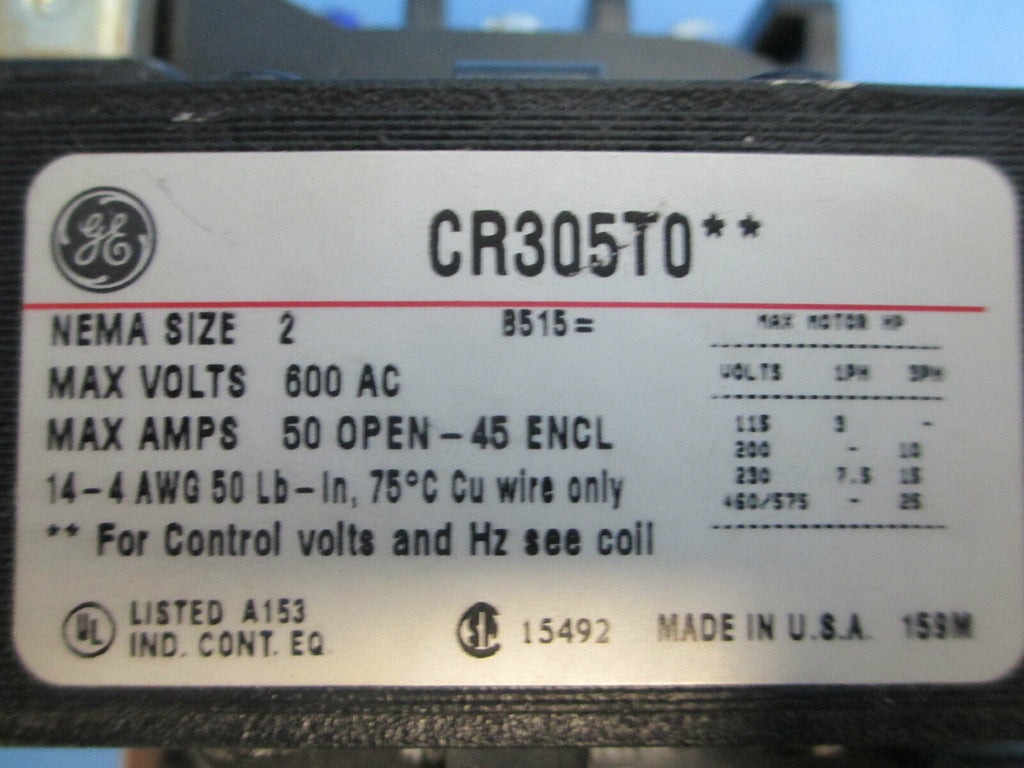 GE
CR305T0**
NEMA SIZE 2
B515=
MAX VOLTS 600 AC
MAX AMPS 50 OPEN - 45 ENCL
14-4 AWG 50 Lb-In, 75°C Cu wire only
** For Control volts and Hz see coil
MAX MOTOR HP
VOLTS 1PH 3PH
115 3 -
200 - 10
230 7.5 15
460/575 - 25
UL LISTED A153
IND. CONT. EQ.
SA 15492 MADE IN U.S.A. 159M